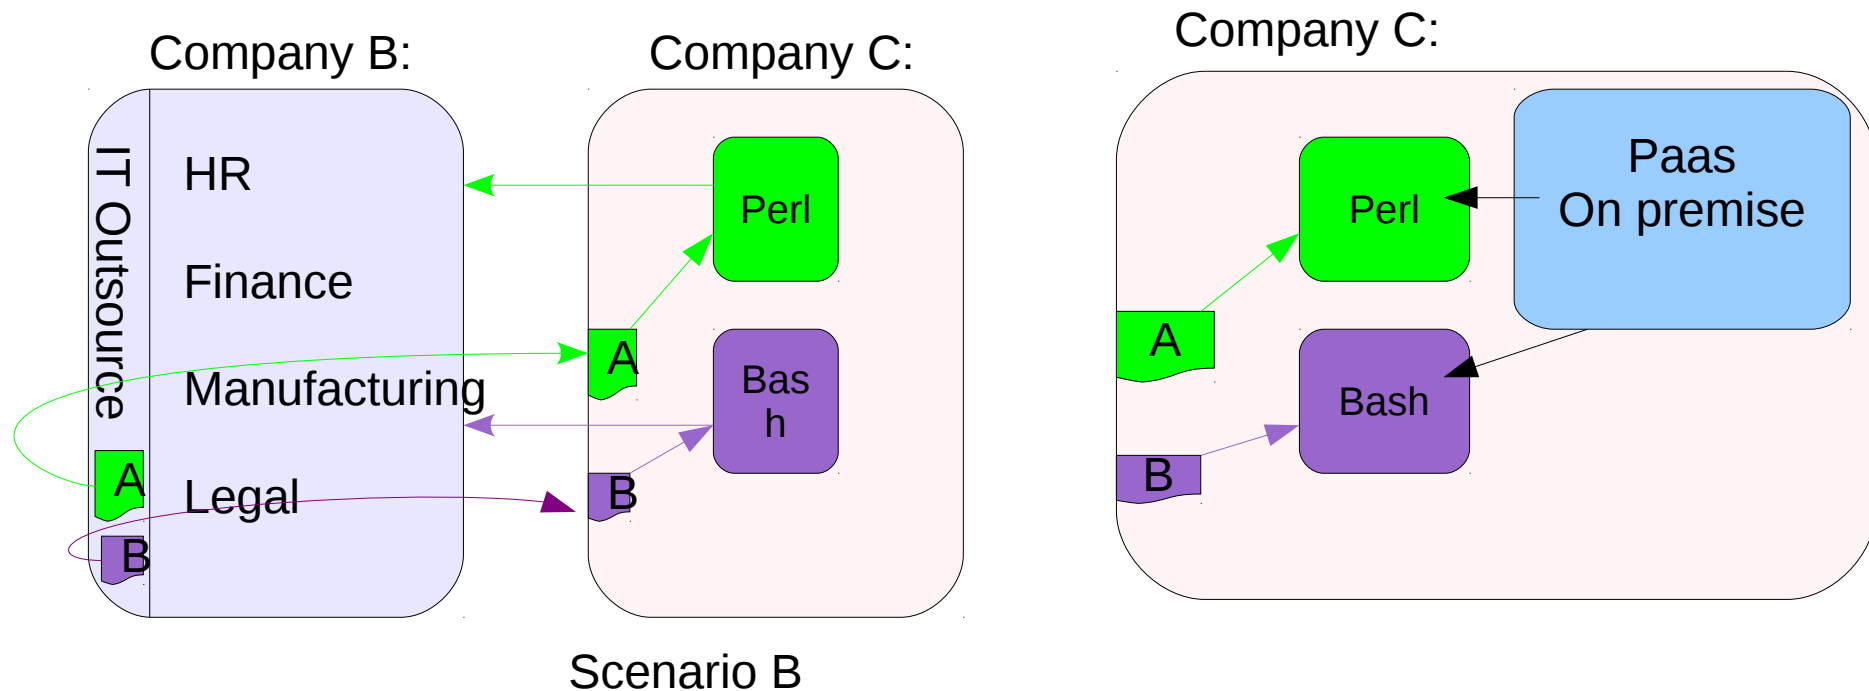 Company B:
IT Outsource
HR
Finance
Manufacturing
Legal
A
B
Company C:
Perl
A
Bas
h
B
Company C:
Perl
Paas
On premise
A
Bash
B
Scenario B